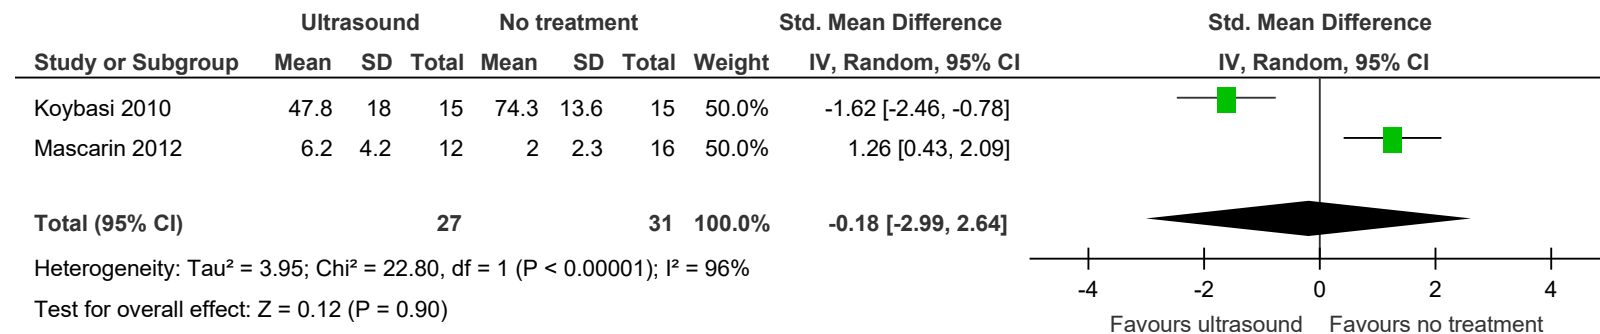 Ultrasound No treatment Std. Mean Difference Std. Mean Difference
Study or Subgroup Mean SD Total Mean SD Total Weight IV, Random, 95% CI IV, Random, 95% CI
Koybasi 2010 47.8 18 15 74.3 13.6 15 50.0% -1.62 [-2.46, -0.78]
Mascarin 2012 6.2 4.2 12 2 2.3 16 50.0% 1.26 [0.43, 2.09]
Total (95% CI) 27 31 100.0% -0.18 [-2.99, 2.64]
Heterogeneity: Tau² = 3.95; Chi² = 22.80, df = 1 (P < 0.00001); I² = 96%
-4 -2 0 2 4
Test for overall effect: Z = 0.12 (P = 0.90)
Favours ultrasound Favours no treatment